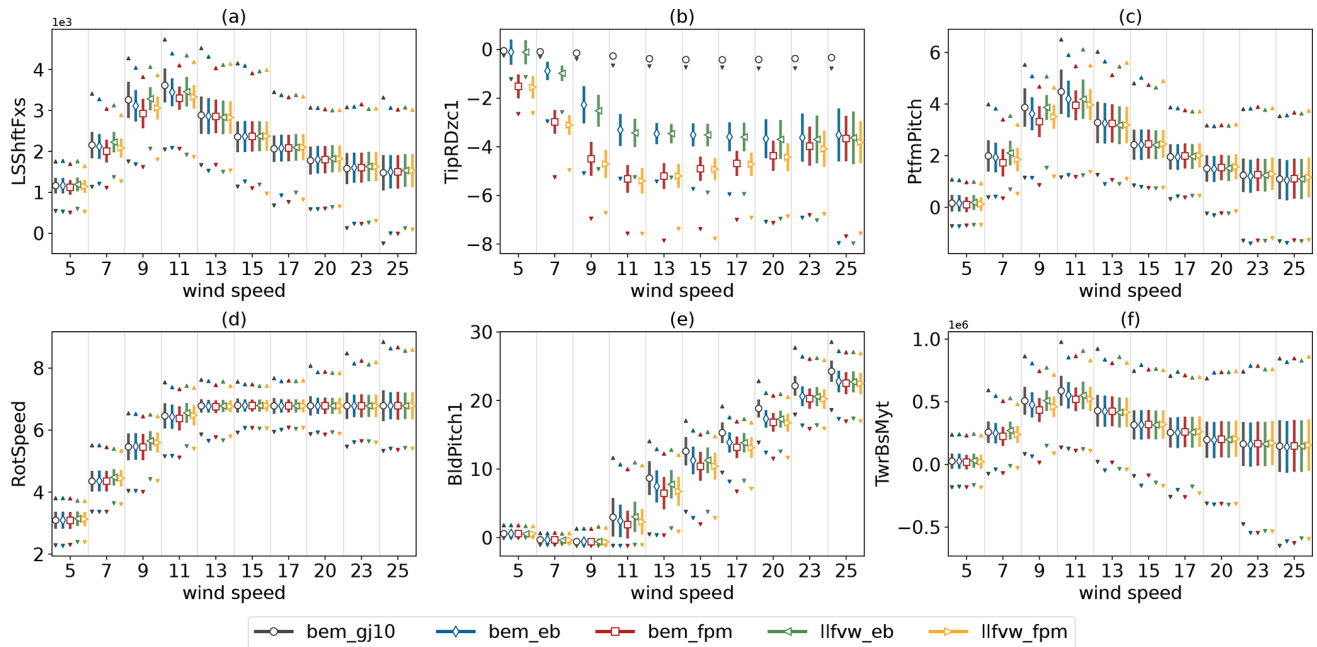 (a)
1e3
LSShftFxs
4
3
2
1
0
5 7 9 11 13 15 17 20 23 25
wind speed
(b)
TipRDzc1
0
−2
−4
−6
−8
5 7 9 11 13 15 17 20 23 25
wind speed
(c)
PtfmPitch
6
4
2
0
5 7 9 11 13 15 17 20 23 25
wind speed
(d)
RotSpeed
8
6
4
2
5 7 9 11 13 15 17 20 23 25
wind speed
(e)
BldPitch1
30
20
10
0
5 7 9 11 13 15 17 20 23 25
wind speed
(f)
1e6
TwrBsMyt
1.0
0.5
0.0
−0.5
5 7 9 11 13 15 17 20 23 25
wind speed
bem_gj10 bem_eb bem_fpm llfvw_eb llfvw_fpm